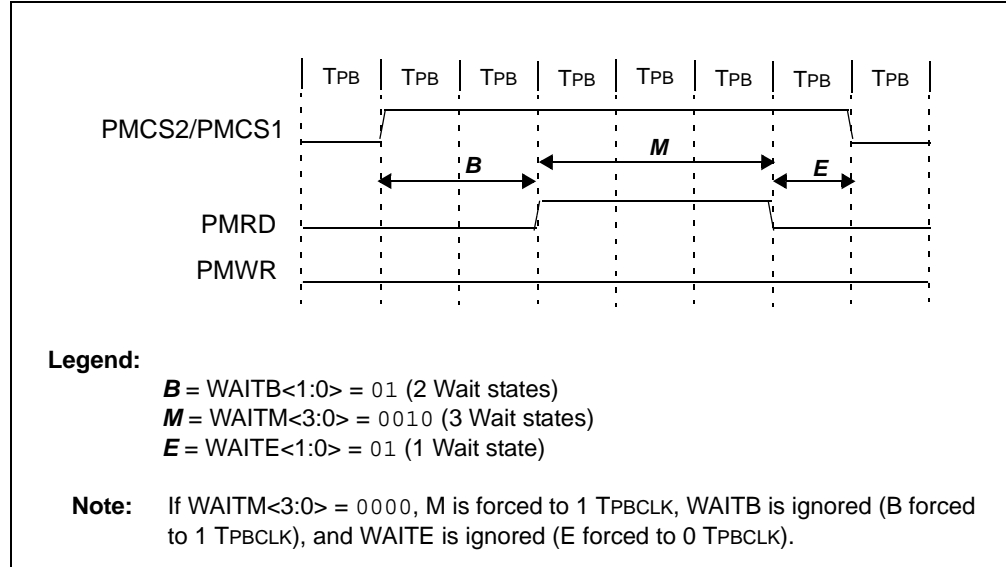 TPB TPB TPB TPB TPB TPB TPB TPB
PMCS2/PMCS1
B M E
PMRD
PMWR
Legend:
B = WAITB<1:0> = 01 (2 Wait states)
M = WAITM<3:0> = 0010 (3 Wait states)
E = WAITE<1:0> = 01 (1 Wait state)
Note: If WAITM<3:0> = 0000, M is forced to 1 TPBCLK, WAITB is ignored (B forced
to 1 TPBCLK), and WAITE is ignored (E forced to 0 TPBCLK).